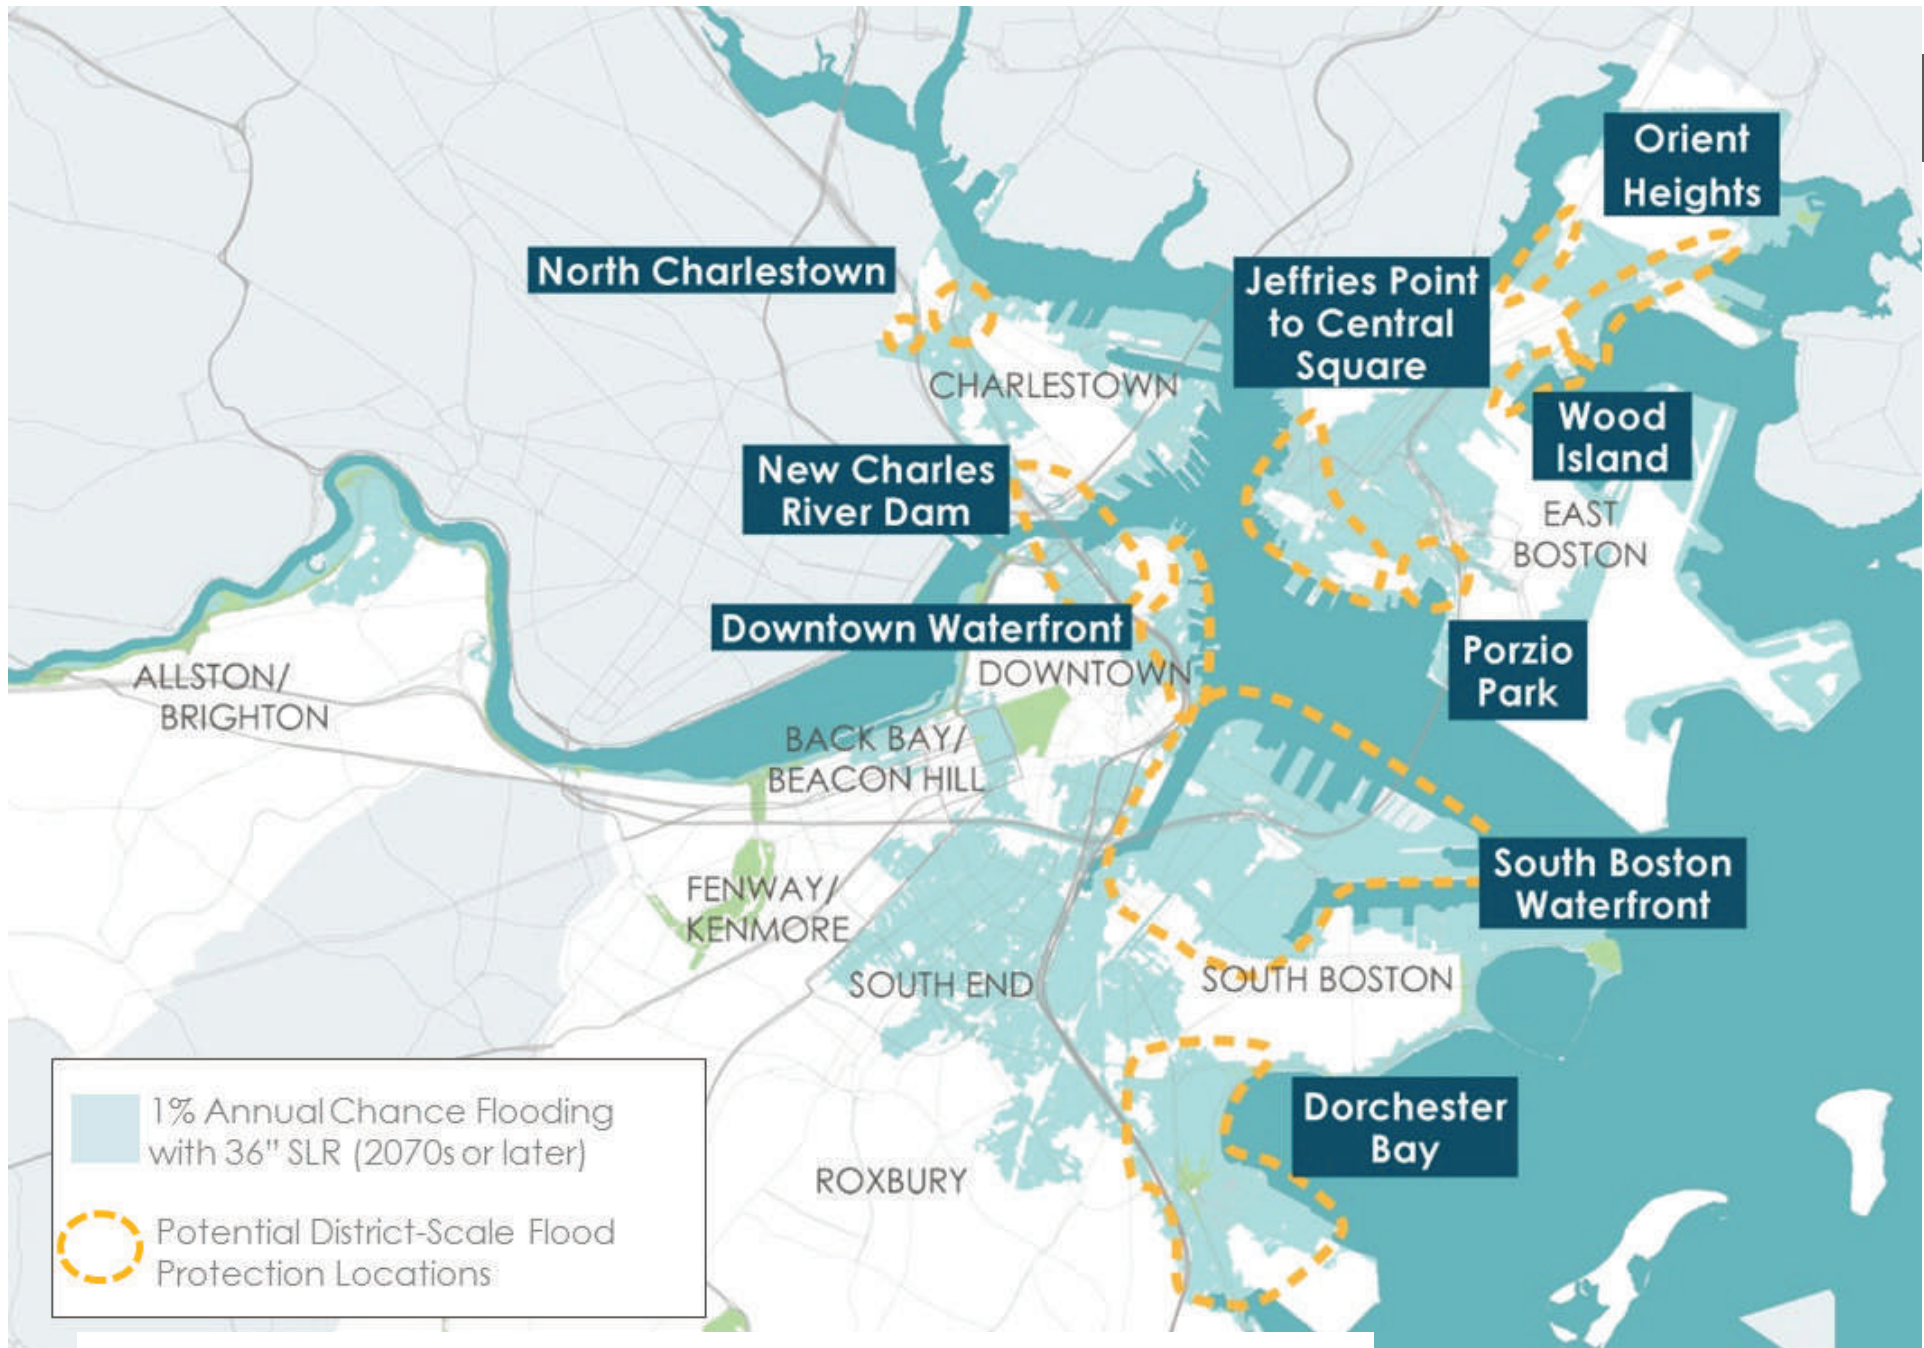 Orient
Heights
North Charlestown
Jeffries Point
to Central
Square
CHARLESTOWN
Wood
Island
New Charles
River Dam
EAST
BOSTON
Downtown Waterfront
Porzio
Park
DOWNTOWN
ALLSTON/
BRIGHTON
BACK BAY/
BEACON HILL
South Boston
Waterfront
FENWAY/
KENMORE
SOUTH END
SOUTH BOSTON
Dorchester
Bay
ROXBURY
1% Annual Chance Flooding
with 36" SLR (2070s or later)
Potential District-Scale Flood
Protection Locations